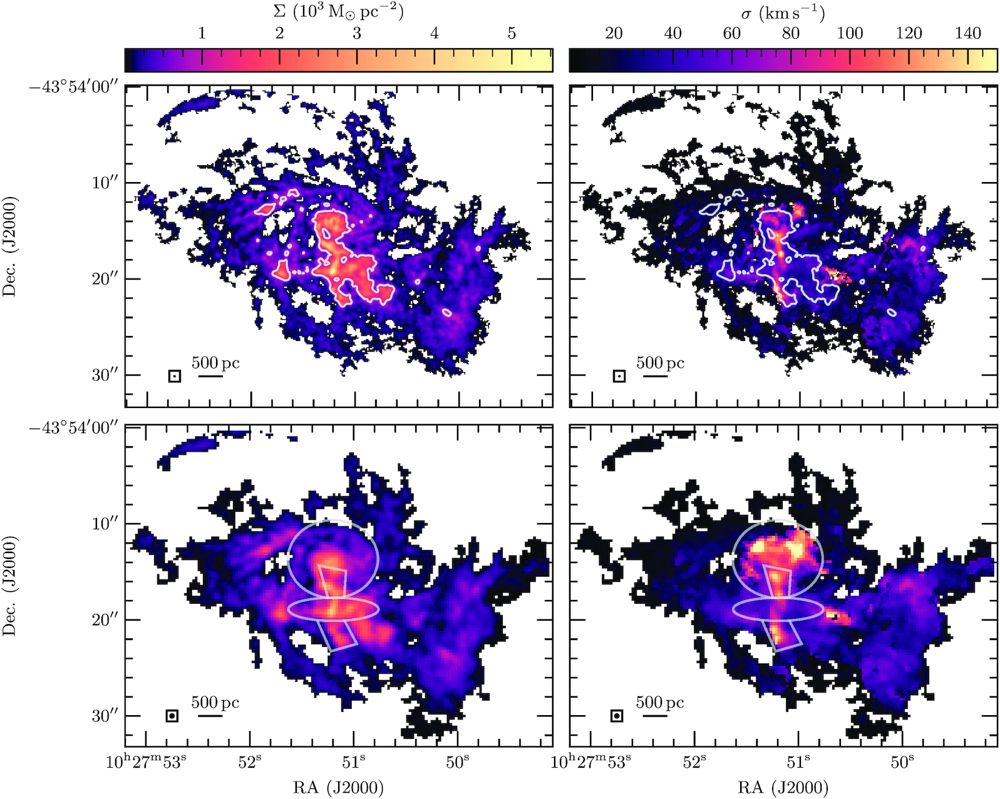 Σ (10³ M⊙ pc⁻²)
σ (km s⁻¹)
1 2 3 4 5
20 40 60 80 100 120 140
−43°54′00″
10″
20″
30″
Dec. (J2000)
500 pc
500 pc
−43°54′00″
10″
20″
30″
Dec. (J2000)
500 pc
500 pc
10ʰ27ᵐ53ˢ 52ˢ 51ˢ 50ˢ
10ʰ27ᵐ53ˢ 52ˢ 51ˢ 50ˢ
RA (J2000)
RA (J2000)